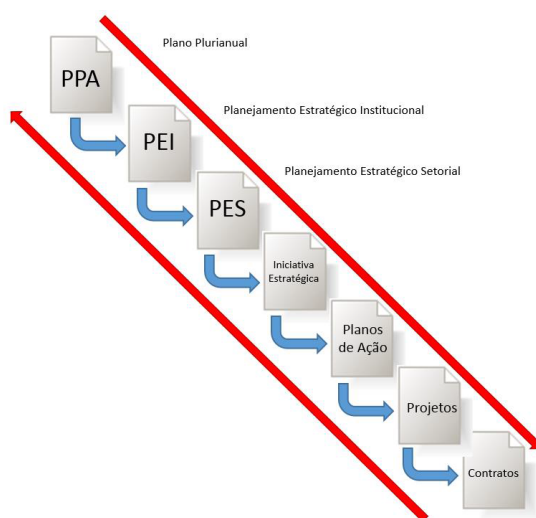 Plano Plurianual
PPA
Planejamento Estratégico Institucional
PEI
Planejamento Estratégico Setorial
PES
Iniciativa
Estratégica
Planos
de Ação
Projetos
Contratos